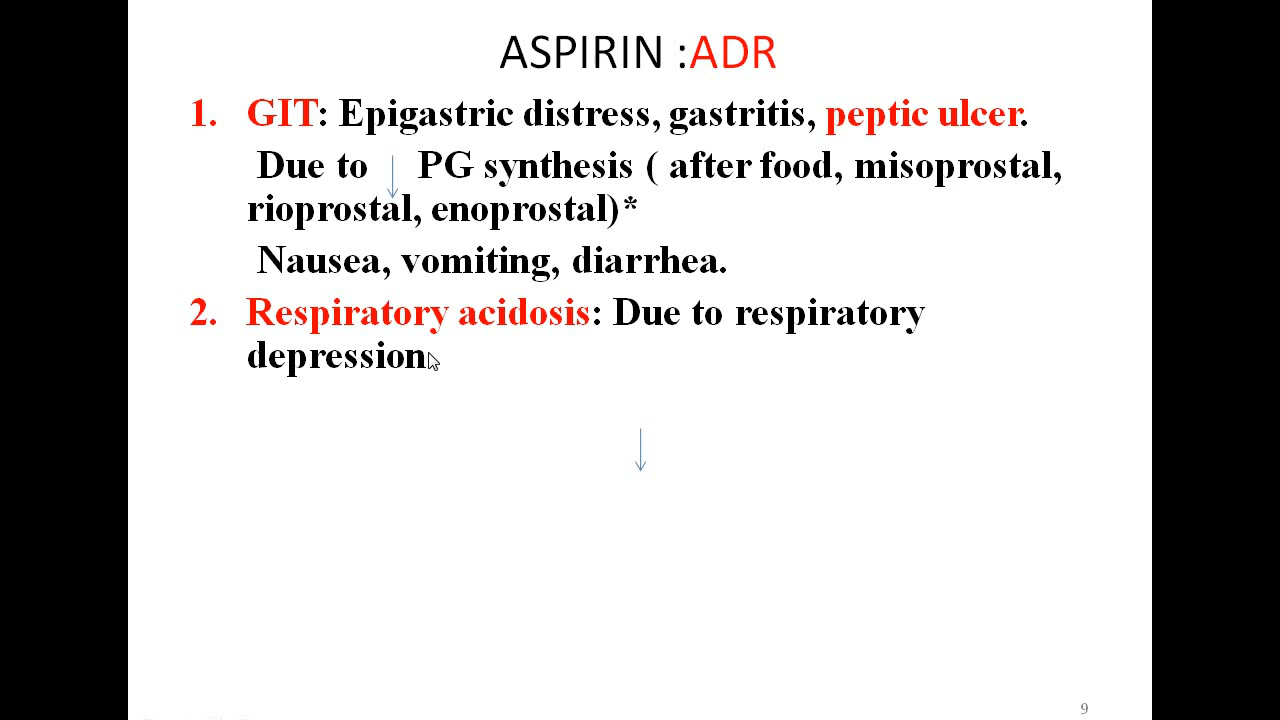 ASPIRIN :ADR
1. GIT: Epigastric distress, gastritis, peptic ulcer.
Due to ↓ PG synthesis ( after food, misoprostal,
rioprostal, enoprostal)*
Nausea, vomiting, diarrhea.
2. Respiratory acidosis: Due to respiratory
depression
9